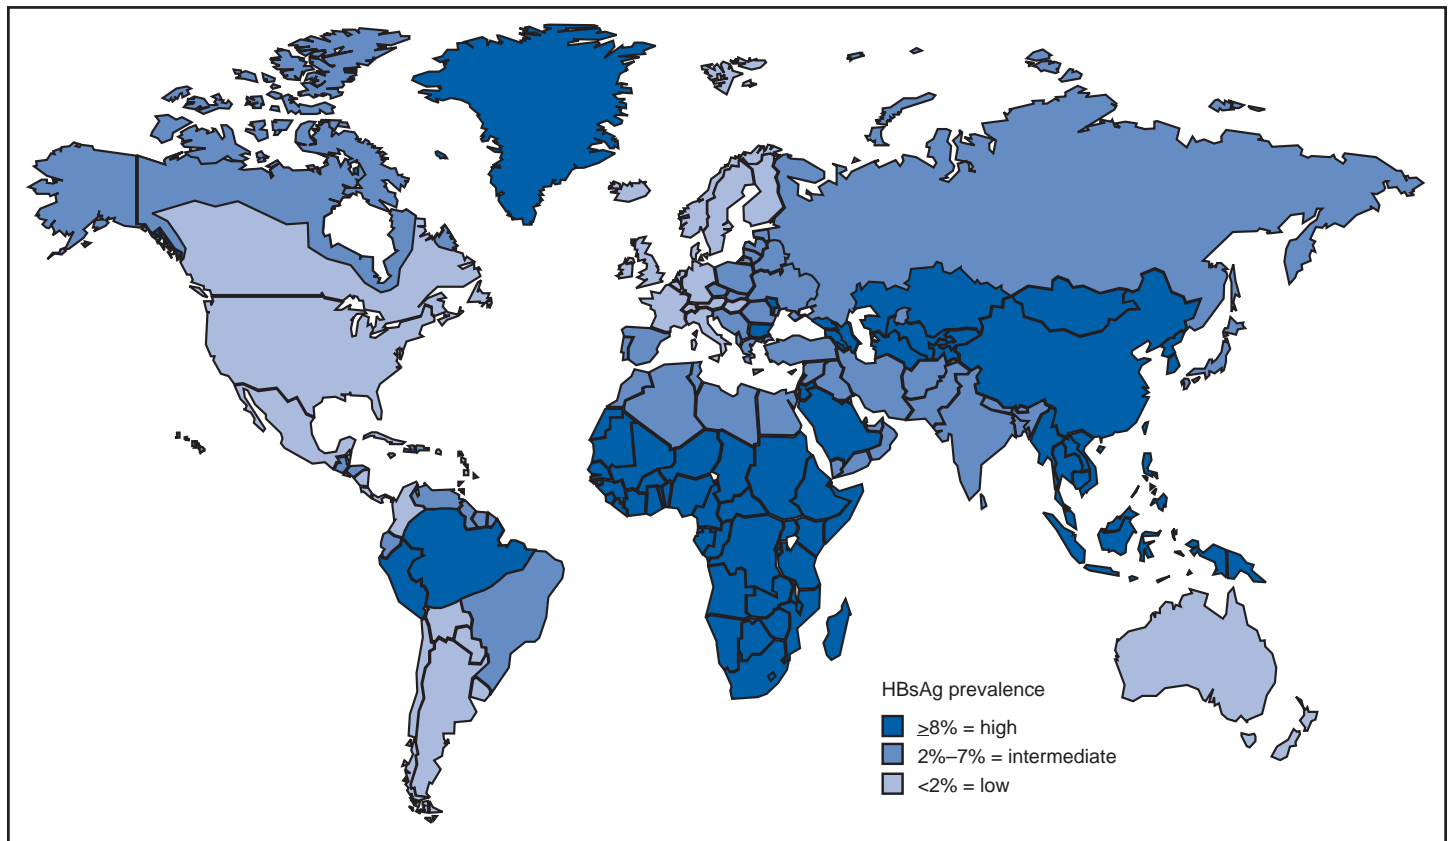 HBsAg prevalence
≥8% = high
2%–7% = intermediate
<2% = low